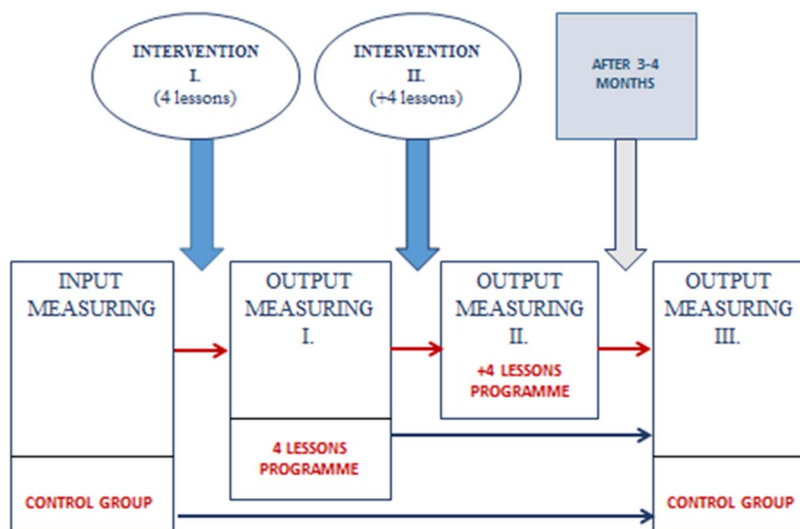 INTERVENTION
I.
(4 lessons)
INTERVENTION
II.
(+4 lessons)
AFTER 3-4
MONTHS
INPUT
MEASURING
CONTROL GROUP
OUTPUT
MEASURING
I.
4 LESSONS
PROGRAMME
OUTPUT
MEASURING
II.
+4 LESSONS
PROGRAMME
OUTPUT
MEASURING
III.
CONTROL GROUP